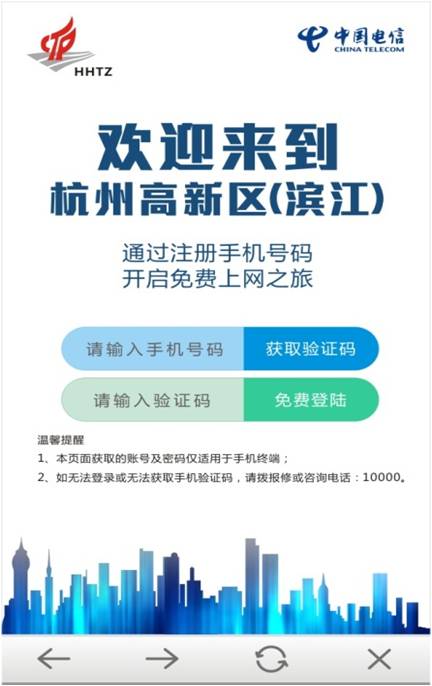 HHTZ
中国电信
CHINA TELECOM
欢迎来到
杭州高新区(滨江)
通过注册手机号码
开启免费上网之旅
请输入手机号码 获取验证码
请输入验证码 免费登陆
温馨提醒
1、本页面获取的账号及密码仅适用于手机终端；
2、如无法登录或无法获取手机验证码，请拨报修或咨询电话：10000。